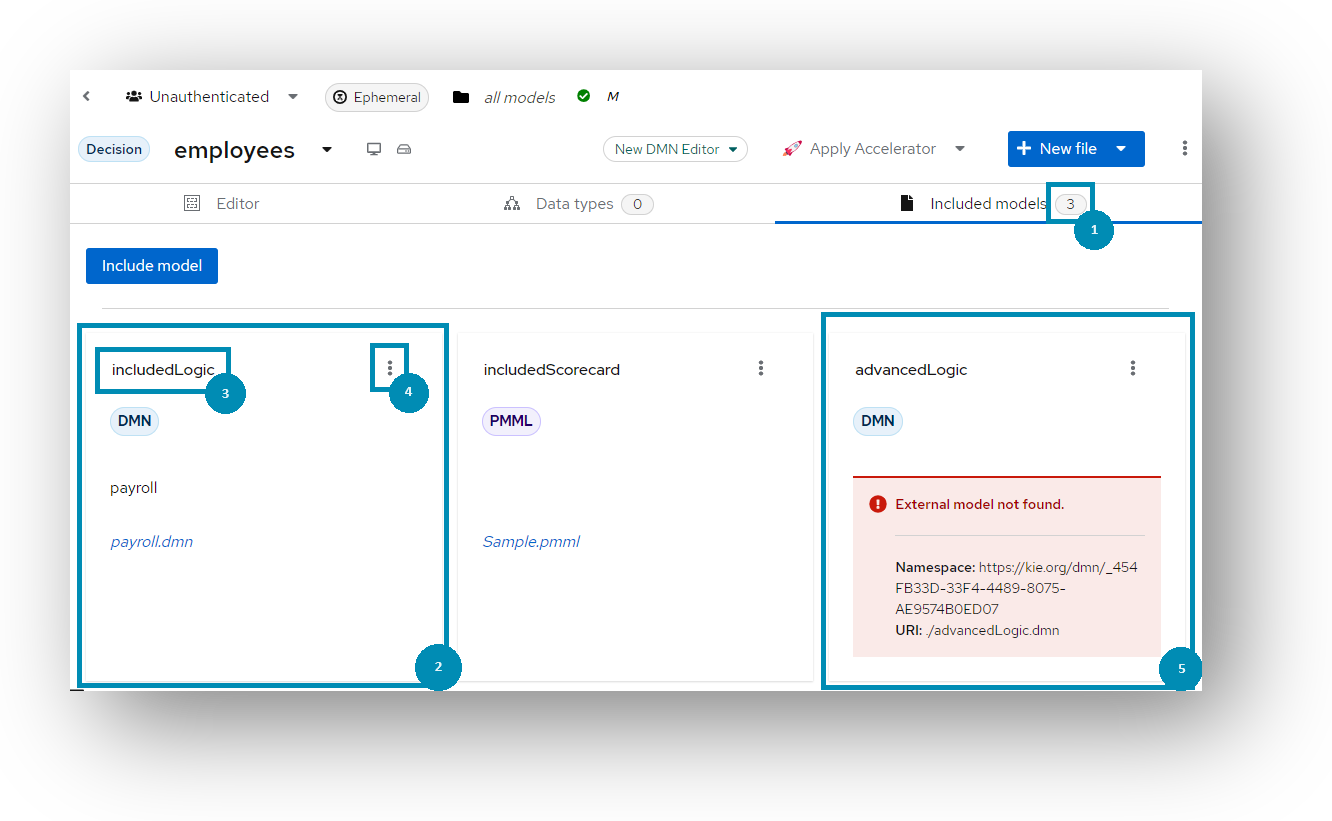 Unauthenticated Ephemeral all models M
Decision employees New DMN Editor Apply Accelerator New file
Editor Data types 0 Included models 3
1
Include model
includedLogic
3
4
DMN
payroll
payroll.dmn
2
includedScorecard
PMML
Sample.pmml
advancedLogic
DMN
External model not found.
Namespace: https://kie.org/dmn/_454
FB33D-33F4-4489-8075-
AE9574B0ED07
URI: ./advancedLogic.dmn
5